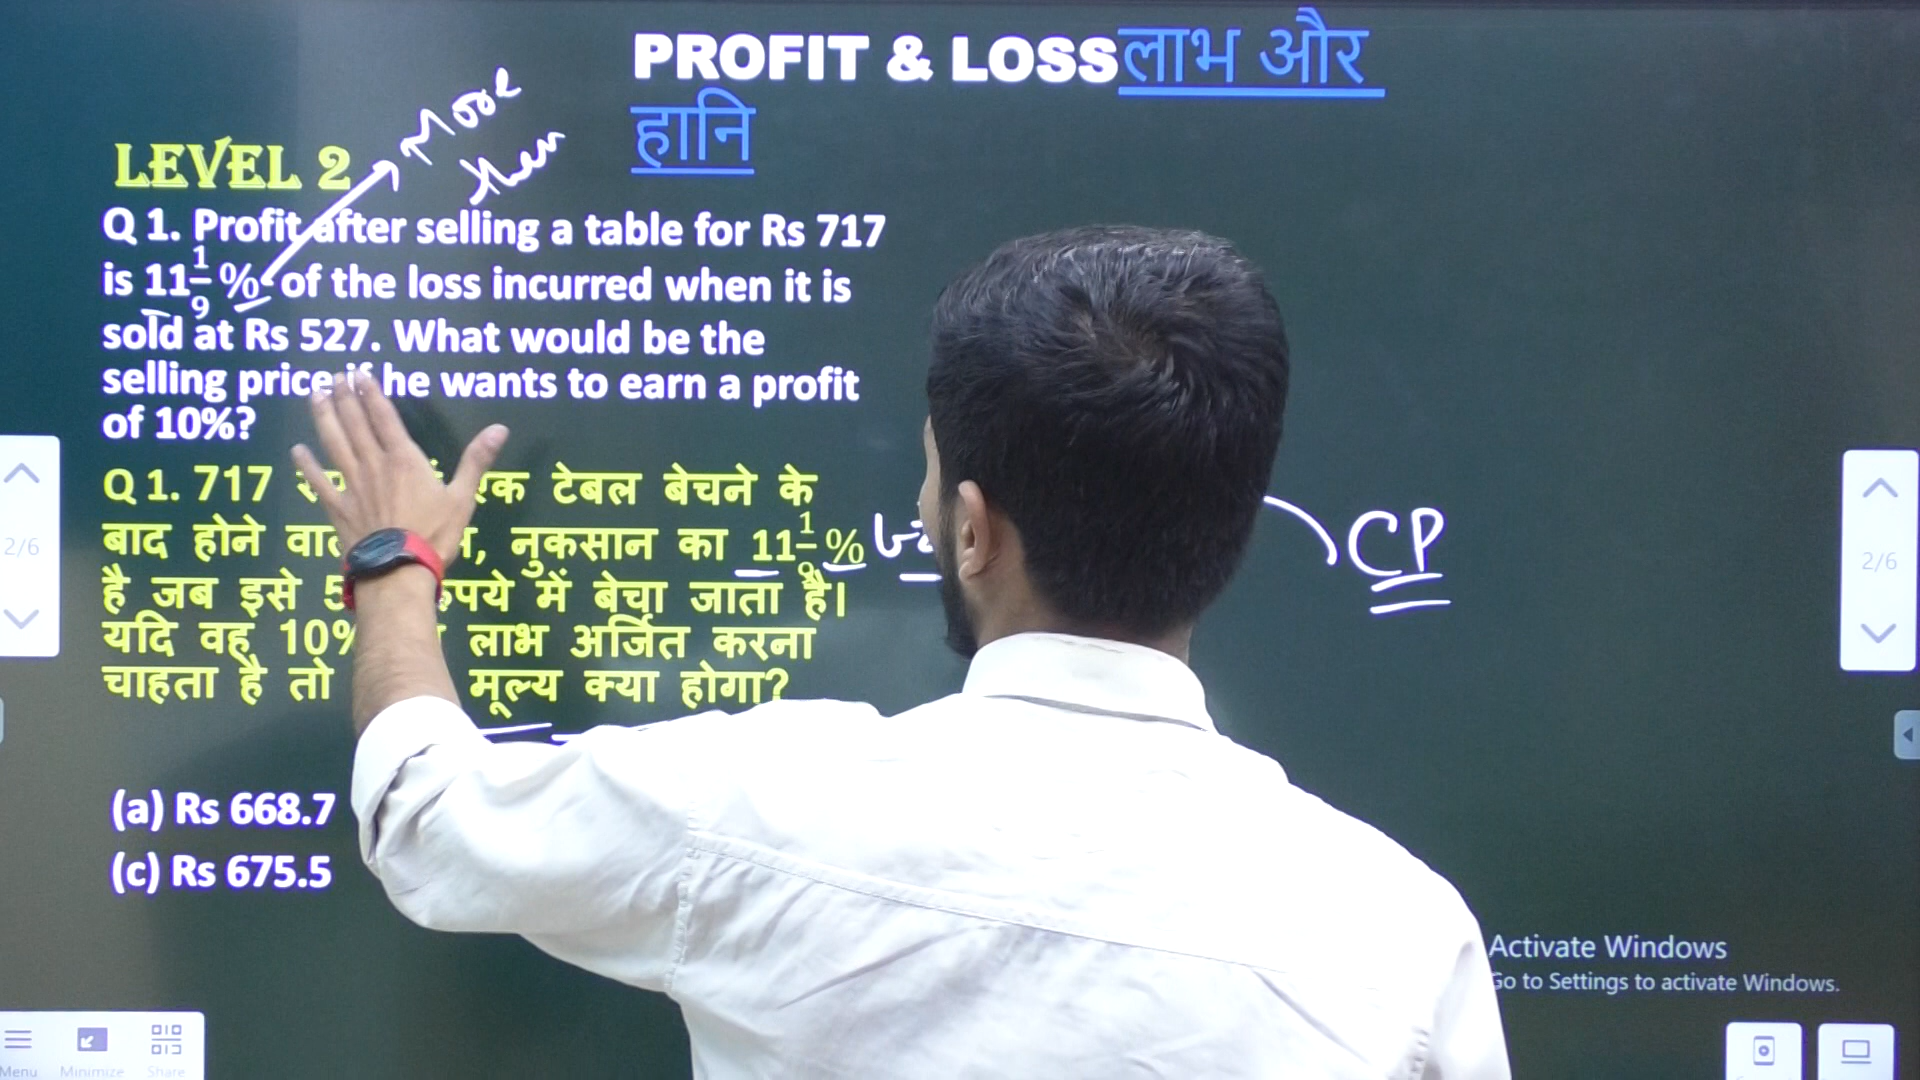 PROFIT & LOSS लाभ और
हानि
More
then
LEVEL 2
Q 1. Profit after selling a table for Rs 717
is 11 1/9 % of the loss incurred when it is
sold at Rs 527. What would be the
selling price if he wants to earn a profit
of 10%?
Q 1. 717 एक टेबल बेचने के
बाद होने नुकसान का 11 1/9 %
है जब इसे में बेचा जाता है।
यदि वह 10% लाभ अर्जित करना
चाहता है तो मूल्य क्या होगा?
CP
(a) Rs 668.7
(c) Rs 675.5
2/6
2/6
Activate Windows
Go to Settings to activate Windows.
Menu Minimize Share